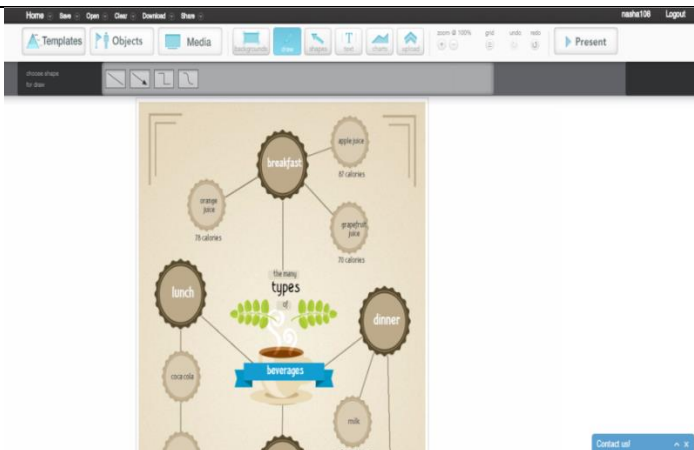 Home Save Open Clear Download Share nasha106 Logout
Templates Objects Media backgrounds draw shapes text charts upload zoom @ 100% grid undo redo Present
choose shape
for draw
breakfast
apple juice
67 calories
orange
juice
78 calories
grapefruit
juice
70 calories
the many
types
of
lunch
dinner
beverages
coca cola
milk
Contact us!